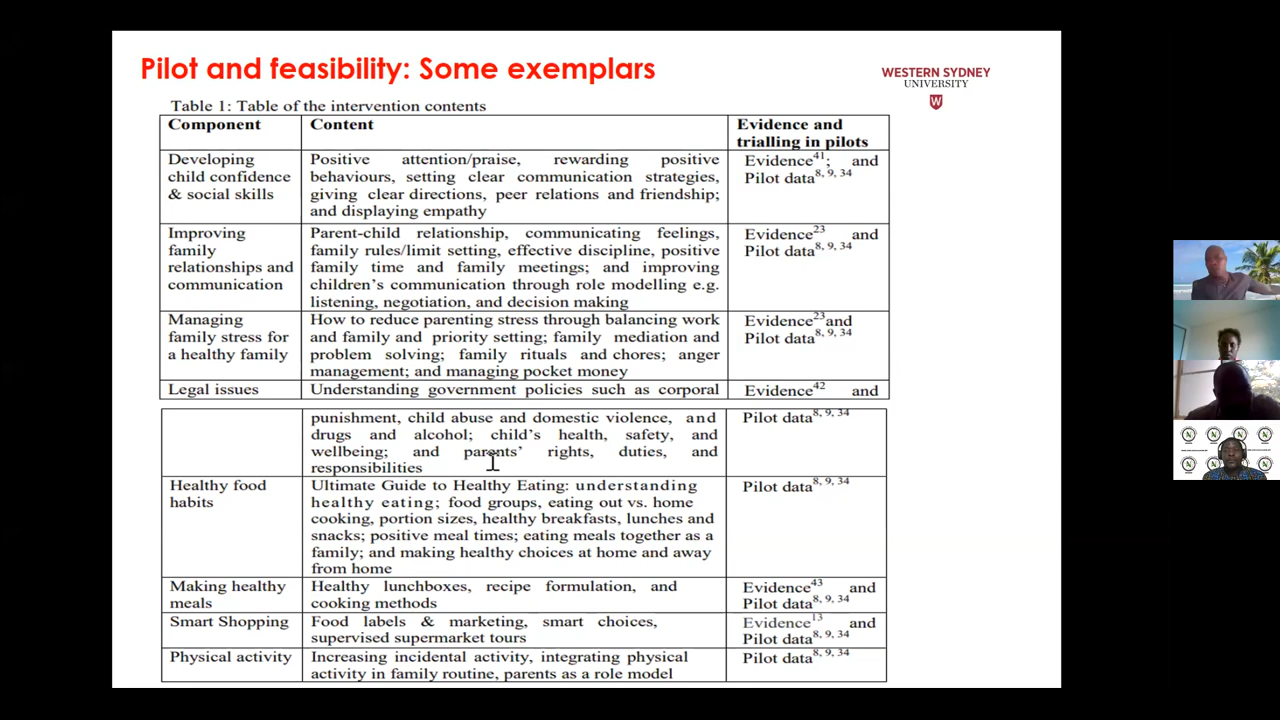 Pilot and feasibility: Some exemplars
WESTERN SYDNEY
UNIVERSITY
W
Table 1: Table of the intervention contents
Component
Content
Evidence and
trialling in pilots
Developing
child confidence
& social skills
Positive attention/praise, rewarding positive
behaviours, setting clear communication strategies,
giving clear directions, peer relations and friendship;
and displaying empathy
Evidence41; and
Pilot data8, 9, 34
Improving
family
relationships and
communication
Parent-child relationship, communicating feelings,
family rules/limit setting, effective discipline, positive
family time and family meetings; and improving
children's communication through role modelling e.g.
listening, negotiation, and decision making
Evidence23 and
Pilot data8, 9, 34
Managing
family stress for
a healthy family
How to reduce parenting stress through balancing work
and family and priority setting; family mediation and
problem solving; family rituals and chores; anger
management; and managing pocket money
Evidence23and
Pilot data8, 9, 34
Legal issues
Understanding government policies such as corporal
Evidence42 and
punishment, child abuse and domestic violence, and
drugs and alcohol; child's health, safety, and
wellbeing; and parents' rights, duties, and
responsibilities
Pilot data8, 9, 34
Healthy food
habits
Ultimate Guide to Healthy Eating: understanding
healthy eating; food groups, eating out vs. home
cooking, portion sizes, healthy breakfasts, lunches and
snacks; positive meal times; eating meals together as a
family; and making healthy choices at home and away
from home
Pilot data8, 9, 34
Making healthy
meals
Healthy lunchboxes, recipe formulation, and
cooking methods
Evidence43 and
Pilot data8, 9, 34
Smart Shopping
Food labels & marketing, smart choices,
supervised supermarket tours
Evidence13 and
Pilot data8, 9, 34
Physical activity
Increasing incidental activity, integrating physical
activity in family routine, parents as a role model
Pilot data8, 9, 34